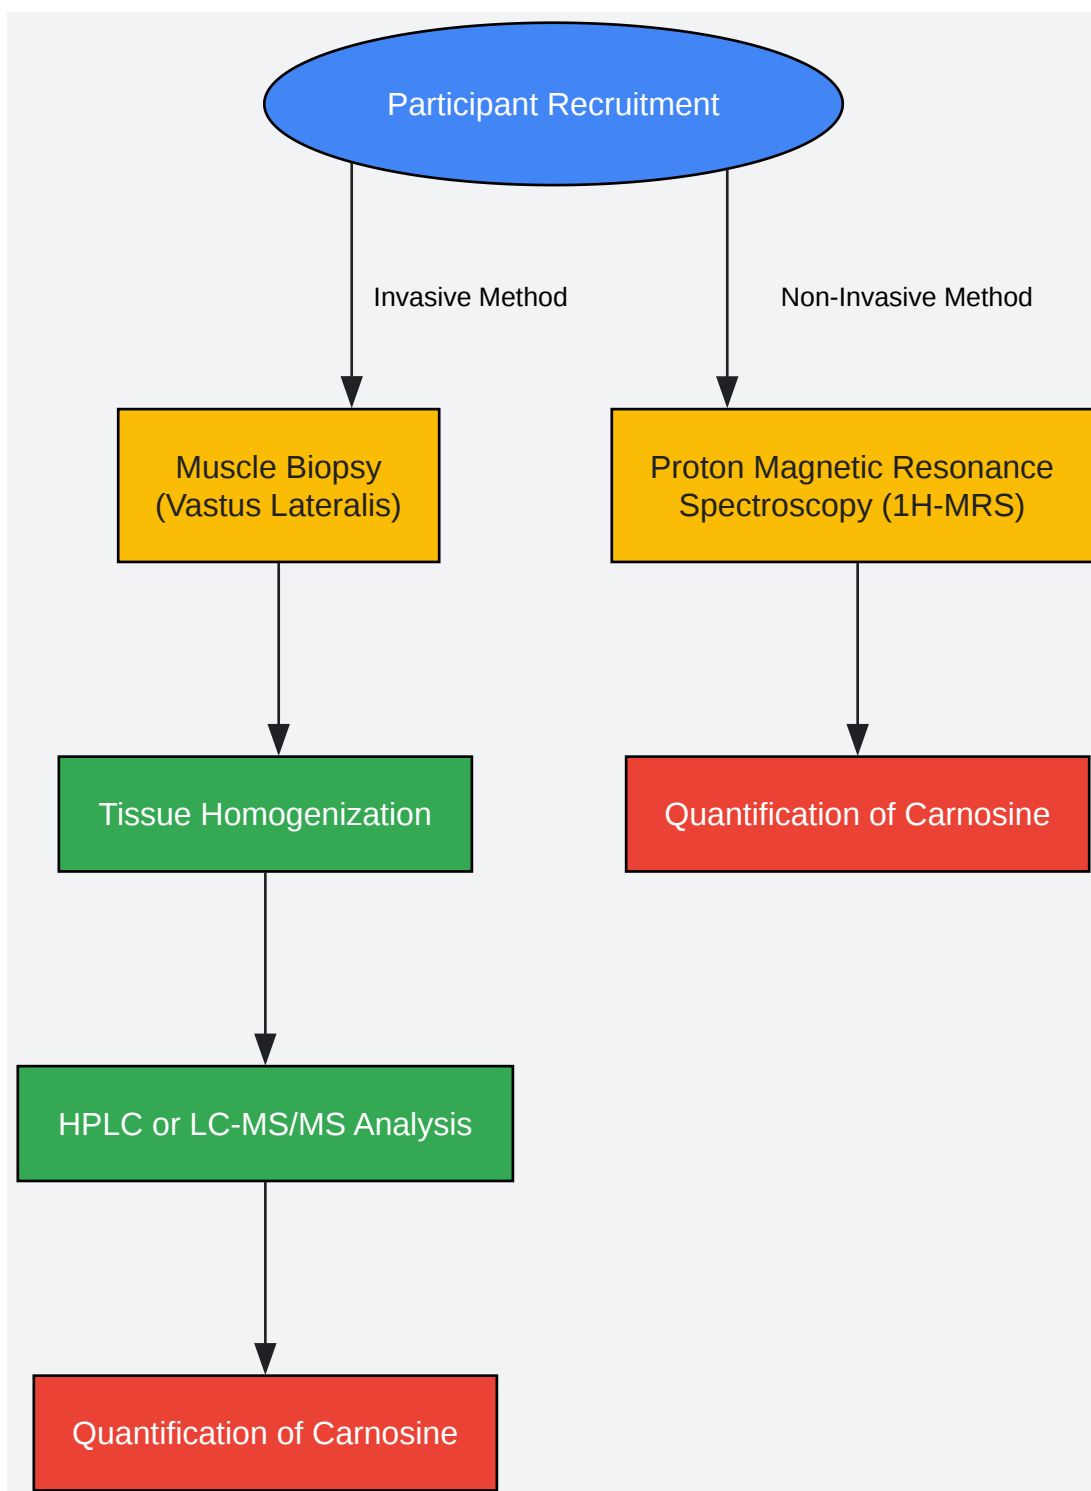 Participant Recruitment
Invasive Method
Non-Invasive Method
Muscle Biopsy
(Vastus Lateralis)
Proton Magnetic Resonance
Spectroscopy (1H-MRS)
Tissue Homogenization
Quantification of Carnosine
HPLC or LC-MS/MS Analysis
Quantification of Carnosine